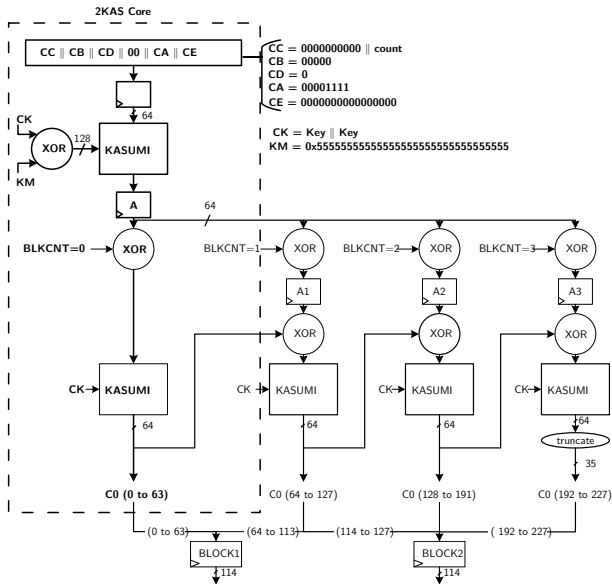 2KAS Core
CC || CB || CD || 00 || CA || CE
CC = 0000000000 || count
CB = 00000
CD = 0
CA = 00001111
CE = 0000000000000000
64
CK
128
XOR
KASUMI
KM
CK = Key || Key
KM = 0x55555555555555555555555555555555
A
64
BLKCNT=0
XOR
BLKCNT=1
XOR
BLKCNT=2
XOR
BLKCNT=3
XOR
A1
A2
A3
XOR
XOR
XOR
CK
KASUMI
CK
KASUMI
CK
KASUMI
CK
KASUMI
64
64
64
64
truncate
35
C0 (0 to 63)
C0 (64 to 127)
C0 (128 to 191)
C0 (192 to 227)
(0 to 63)
(64 to 113)
(114 to 127)
( 192 to 227)
BLOCK1
BLOCK2
114
114